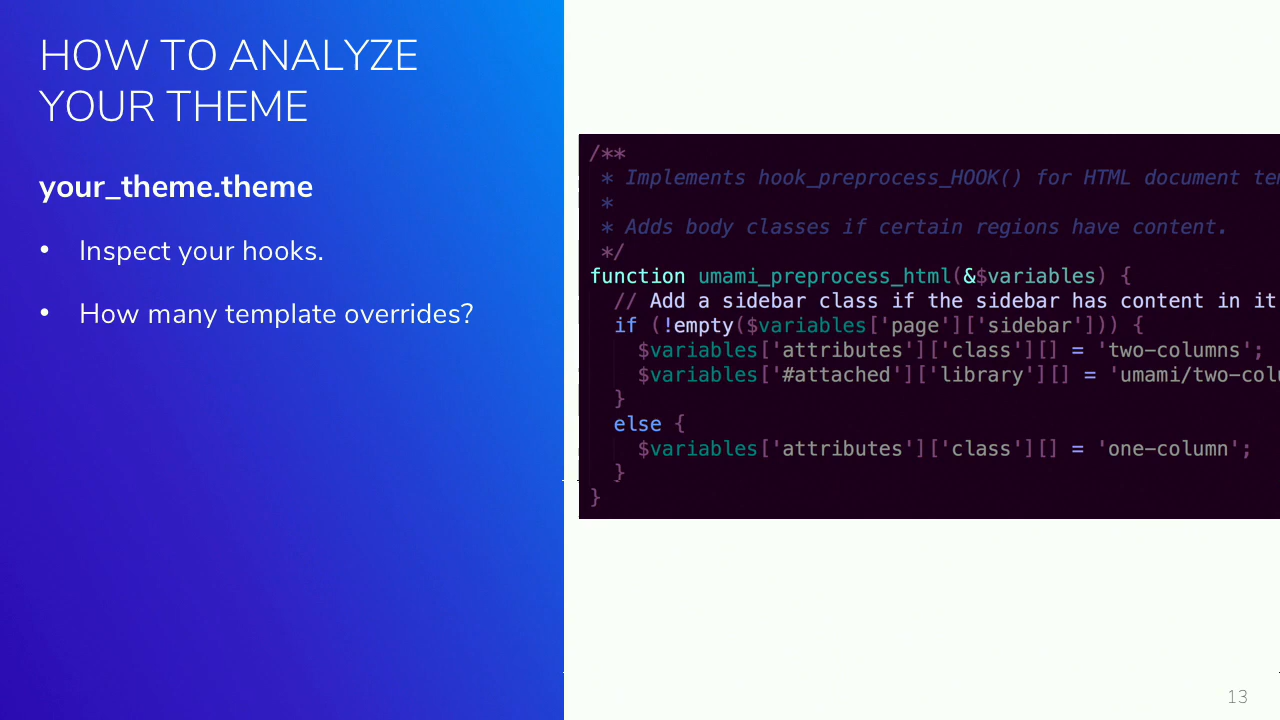 HOW TO ANALYZE
YOUR THEME
your_theme.theme
• Inspect your hooks.
• How many template overrides?
/**
 * Implements hook_preprocess_HOOK() for HTML document
 *
 * Adds body classes if certain regions have content.
 */
function umami_preprocess_html(&$variables) {
  // Add a sidebar class if the sidebar has content in it
  if (!empty($variables['page']['sidebar'])) {
    $variables['attributes']['class'][] = 'two-columns';
    $variables['#attached']['library'][] = 'umami/two-col
  }
  else {
    $variables['attributes']['class'][] = 'one-column';
  }
}
13